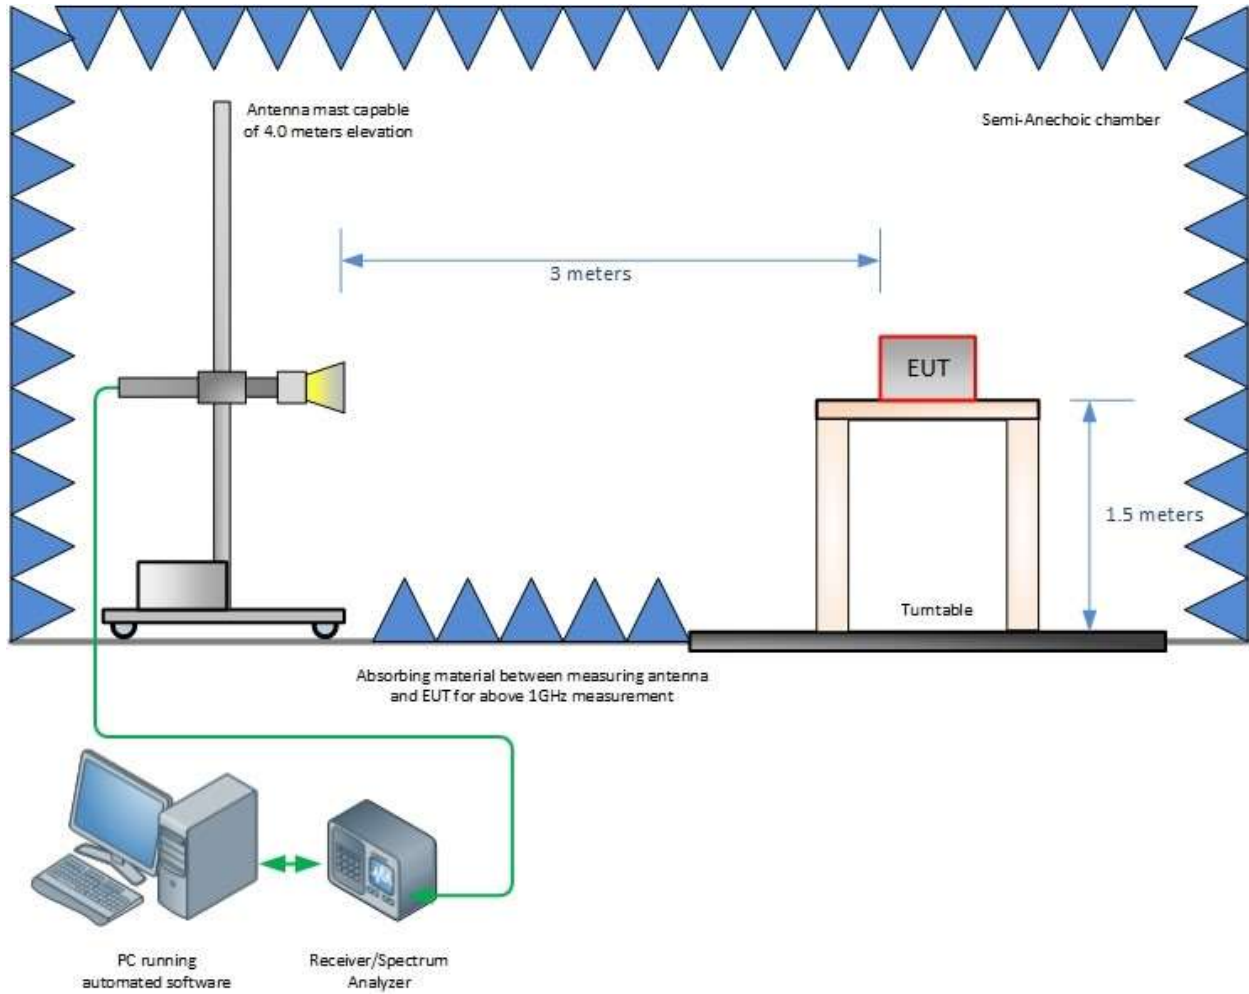 Antenna mast capable
of 4.0 meters elevation
Semi-Anechoic chamber
3 meters
EUT
1.5 meters
Turntable
Absorbing material between measuring antenna
and EUT for above 1GHz measurement
PC running
automated software
Receiver/Spectrum
Analyzer